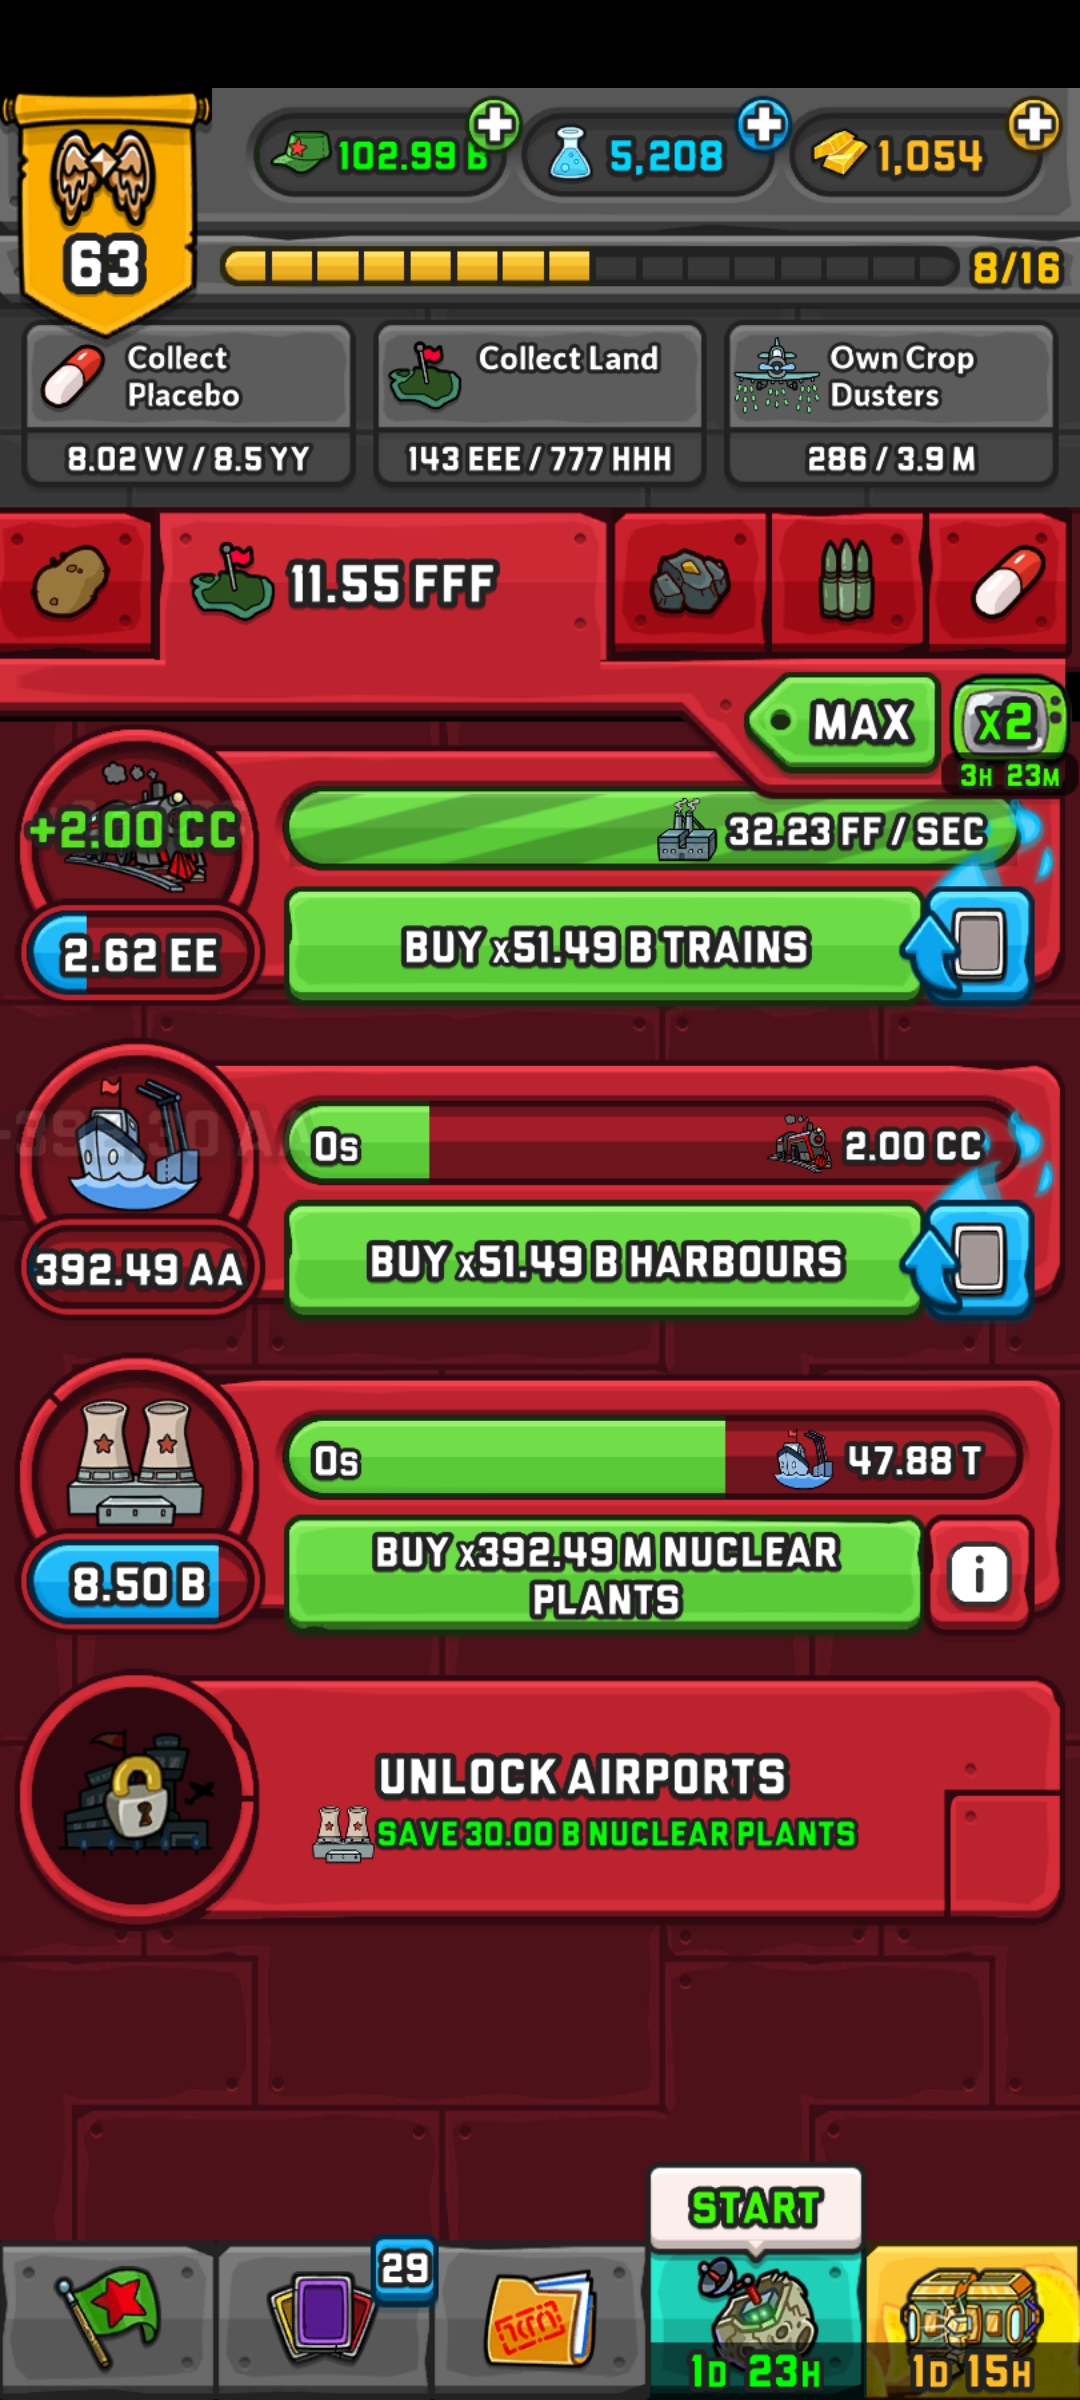 102.99 B
5,208
1,054
63
8/16
Collect
Placebo
8.02 VV / 8.5 YY
Collect Land
143 EEE / 777 HHH
Own Crop
Dusters
286 / 3.9 M
11.55 FFF
MAX
x2
3H 23M
+2.00 CC
32.23 FF / SEC
2.62 EE
BUY x51.49 B TRAINS
0s
2.00 CC
392.49 AA
BUY x51.49 B HARBOURS
0s
47.88 T
8.50 B
BUY x392.49 M NUCLEAR
PLANTS
i
UNLOCK AIRPORTS
SAVE 30.00 B NUCLEAR PLANTS
START
29
1D 23H
1D 15H